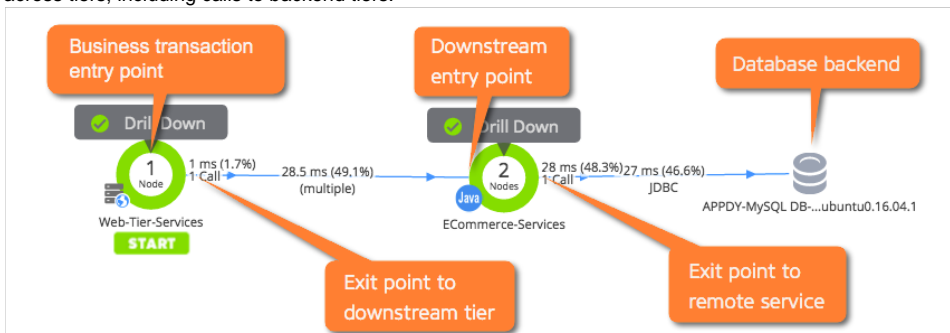 across tiers, including calls to backend tiers.
Business transaction
entry point
Downstream
entry point
Database backend
Drill Down
Drill Down
1
Node
1 ms (1.7%)
1 Call
28.5 ms (49.1%)
(multiple)
2
Nodes
28 ms (48.3%)
1 Call
27 ms (46.6%)
JDBC
Java
Web-Tier-Services
START
ECommerce-Services
APPDY-MySQL DB-...ubuntu0.16.04.1
Exit point to
downstream tier
Exit point to
remote service